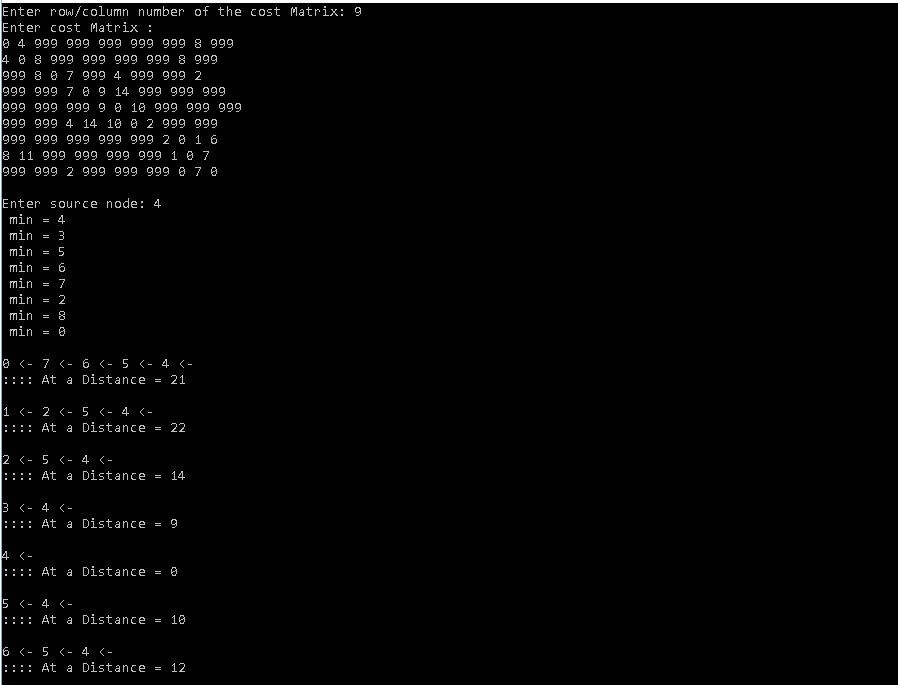 Enter row/column number of the cost Matrix: 9
Enter cost Matrix :
0 4 999 999 999 999 999 8 999
4 0 8 999 999 999 999 8 999
999 8 0 7 999 4 999 999 2
999 999 7 0 9 14 999 999 999
999 999 999 9 0 10 999 999 999
999 999 4 14 10 0 2 999 999
999 999 999 999 999 2 0 1 6
8 11 999 999 999 999 1 0 7
999 999 2 999 999 999 0 7 0
Enter source node: 4
min = 4
min = 3
min = 5
min = 6
min = 7
min = 2
min = 8
min = 0
0 <- 7 <- 6 <- 5 <- 4 <-
:::: At a Distance = 21
1 <- 2 <- 5 <- 4 <-
:::: At a Distance = 22
2 <- 5 <- 4 <-
:::: At a Distance = 14
3 <- 4 <-
:::: At a Distance = 9
4 <-
:::: At a Distance = 0
5 <- 4 <-
:::: At a Distance = 10
6 <- 5 <- 4 <-
:::: At a Distance = 12